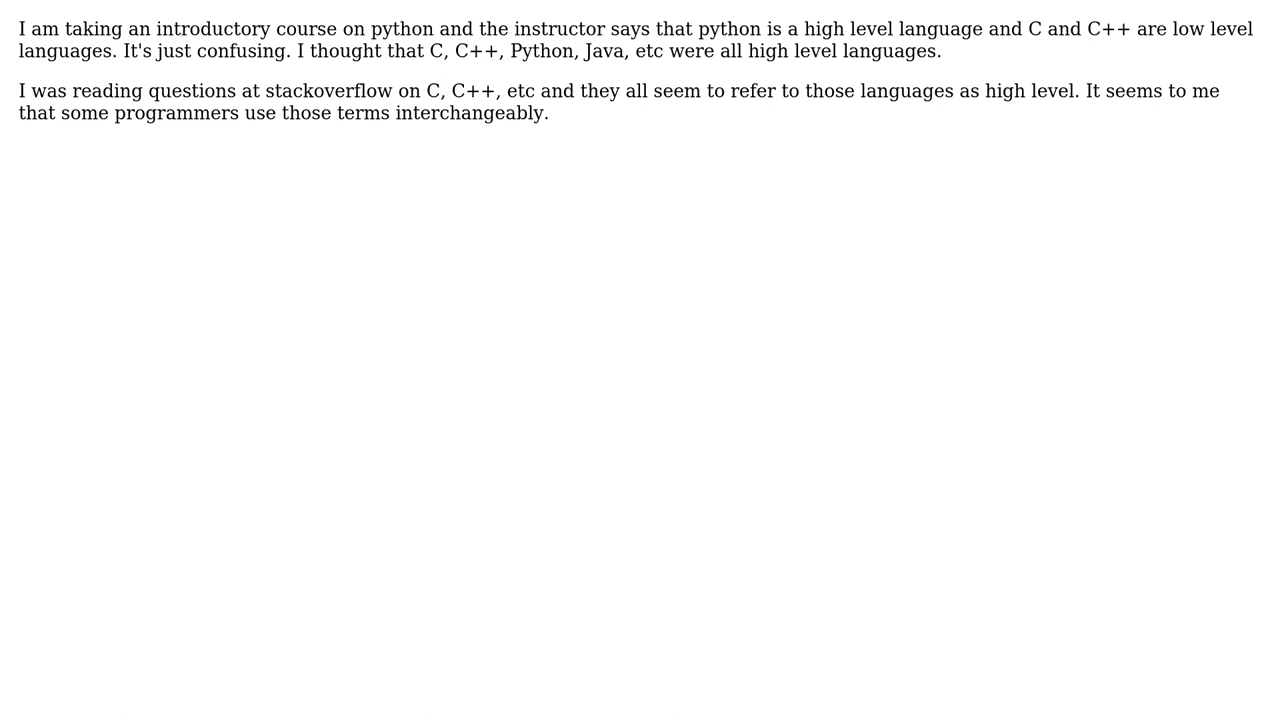 I am taking an introductory course on python and the instructor says that python is a high level language and C and C++ are low level
languages. It's just confusing. I thought that C, C++, Python, Java, etc were all high level languages.
I was reading questions at stackoverflow on C, C++, etc and they all seem to refer to those languages as high level. It seems to me
that some programmers use those terms interchangeably.